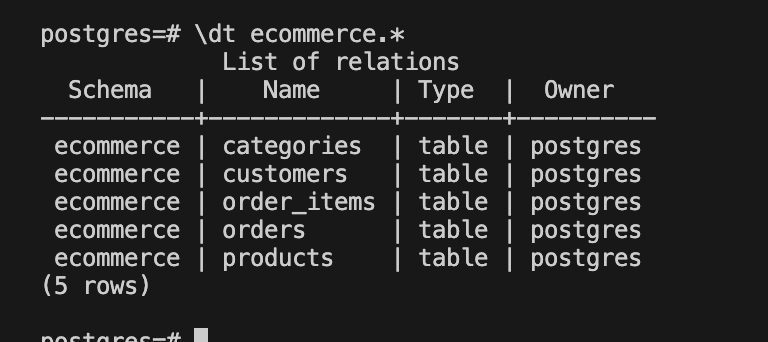 postgres=# \dt ecommerce.*
             List of relations
  Schema   |    Name     | Type  |  Owner
-----------+-------------+-------+----------
 ecommerce | categories  | table | postgres
 ecommerce | customers   | table | postgres
 ecommerce | order_items | table | postgres
 ecommerce | orders      | table | postgres
 ecommerce | products    | table | postgres
(5 rows)
postgres=#